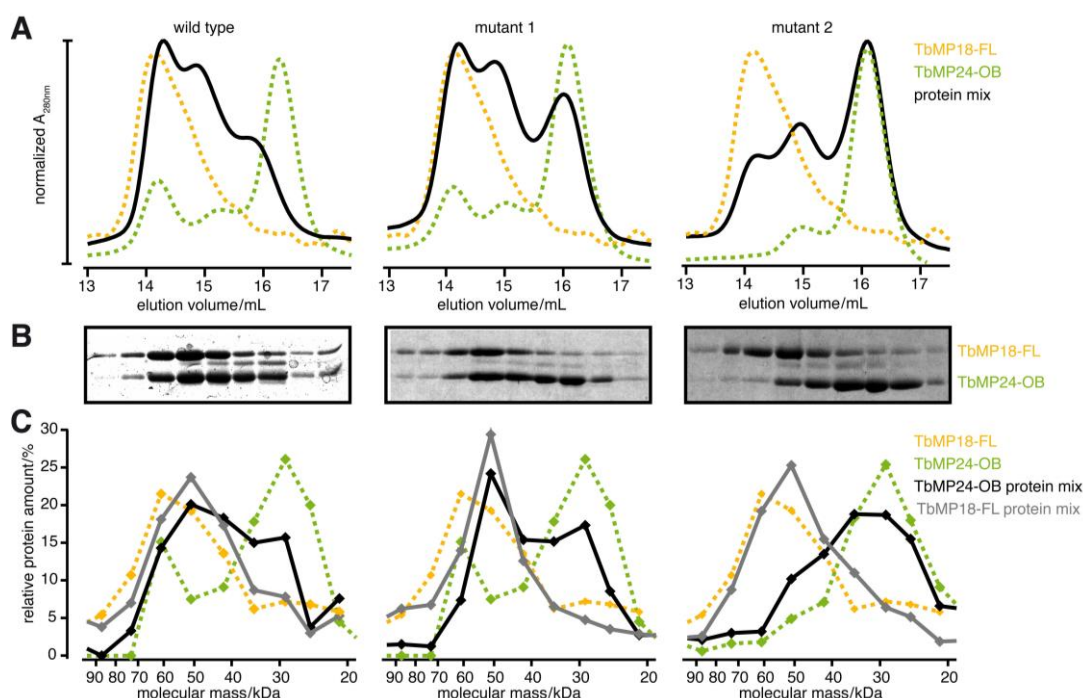 A
wild type
mutant 1
mutant 2
TbMP18-FL
TbMP24-OB
protein mix
normalized A280nm
13 14 15 16 17
elution volume/mL
13 14 15 16 17
elution volume/mL
13 14 15 16 17
elution volume/mL
B
TbMP18-FL
TbMP24-OB
C
relative protein amount/%
30
25
20
15
10
5
0
TbMP18-FL
TbMP24-OB
TbMP24-OB protein mix
TbMP18-FL protein mix
90 80 70 60 50 40 30 20
molecular mass/kDa
90 80 70 60 50 40 30 20
molecular mass/kDa
90 80 70 60 50 40 30 20
molecular mass/kDa